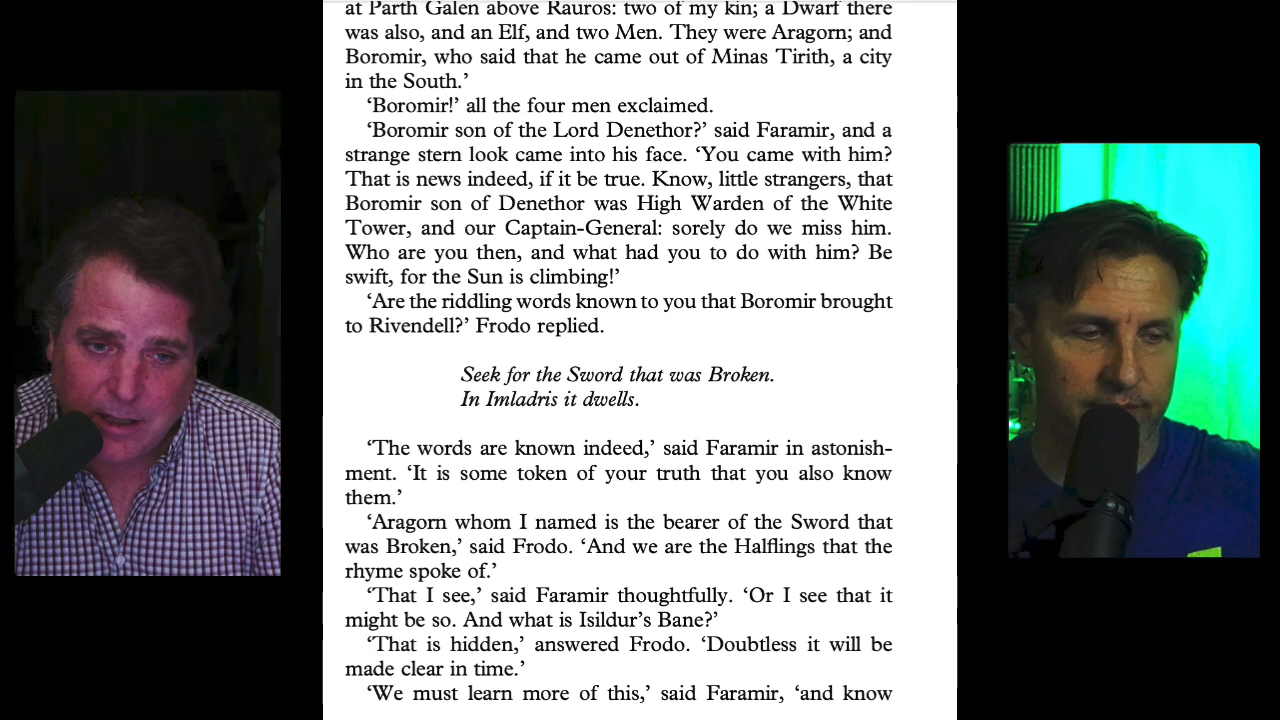 at Parth Galen above Rauros: two of my kin; a Dwarf there
was also, and an Elf, and two Men. They were Aragorn; and
Boromir, who said that he came out of Minas Tirith, a city
in the South.’
‘Boromir!’ all the four men exclaimed.
‘Boromir son of the Lord Denethor?’ said Faramir, and a
strange stern look came into his face. ‘You came with him?
That is news indeed, if it be true. Know, little strangers, that
Boromir son of Denethor was High Warden of the White
Tower, and our Captain-General: sorely do we miss him.
Who are you then, and what had you to do with him? Be
swift, for the Sun is climbing!’
‘Are the riddling words known to you that Boromir brought
to Rivendell?’ Frodo replied.
Seek for the Sword that was Broken.
In Imladris it dwells.
‘The words are known indeed,’ said Faramir in astonish-
ment. ‘It is some token of your truth that you also know
them.’
‘Aragorn whom I named is the bearer of the Sword that
was Broken,’ said Frodo. ‘And we are the Halflings that the
rhyme spoke of.’
‘That I see,’ said Faramir thoughtfully. ‘Or I see that it
might be so. And what is Isildur’s Bane?’
‘That is hidden,’ answered Frodo. ‘Doubtless it will be
made clear in time.’
‘We must learn more of this,’ said Faramir, ‘and know